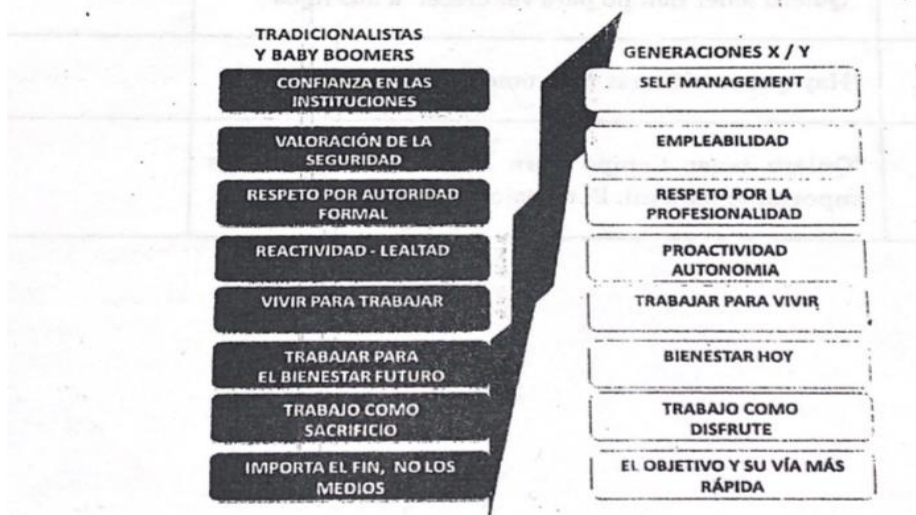 TRADICIONALISTAS
Y BABY BOOMERS
CONFIANZA EN LAS
INSTITUCIONES
VALORACIÓN DE LA
SEGURIDAD
RESPETO POR AUTORIDAD
FORMAL
REACTIVIDAD - LEALTAD
VIVIR PARA TRABAJAR
TRABAJAR PARA
EL BIENESTAR FUTURO
TRABAJO COMO
SACRIFICIO
IMPORTA EL FIN, NO LOS
MEDIOS
GENERACIONES X / Y
SELF MANAGEMENT
EMPLEABILIDAD
RESPETO POR LA
PROFESIONALIDAD
PROACTIVIDAD
AUTONOMIA
TRABAJAR PARA VIVIR
BIENESTAR HOY
TRABAJO COMO
DISFRUTE
EL OBJETIVO Y SU VÍA MÁS
RÁPIDA